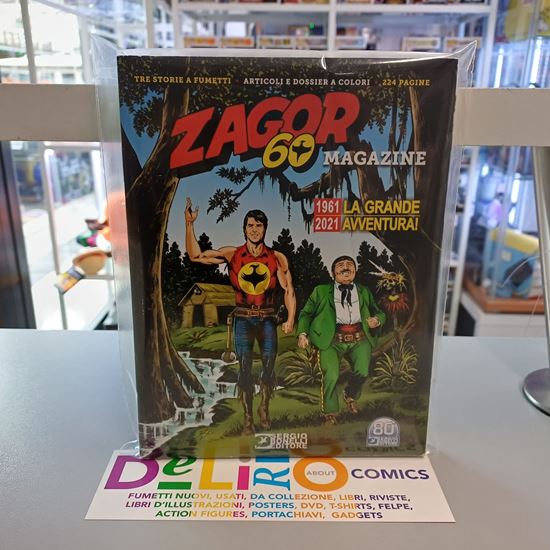 TRE STORIE A FUMETTI • ARTICOLI E DOSSIER A COLORI • 224 PAGINE
ZAGOR
60 MAGAZINE
1961 LA GRANDE
2021 AVVENTURA!
SERGIO
BONELLI
EDITORE
80
DeLiRIO ABOUT COMICS
FUMETTI NUOVI, USATI, DA COLLEZIONE, LIBRI, RIVISTE,
LIBRI D'ILLUSTRAZIONI, POSTERS, DVD, T-SHIRTS, FELPE,
ACTION FIGURES, PORTACHIAVI, GADGETS